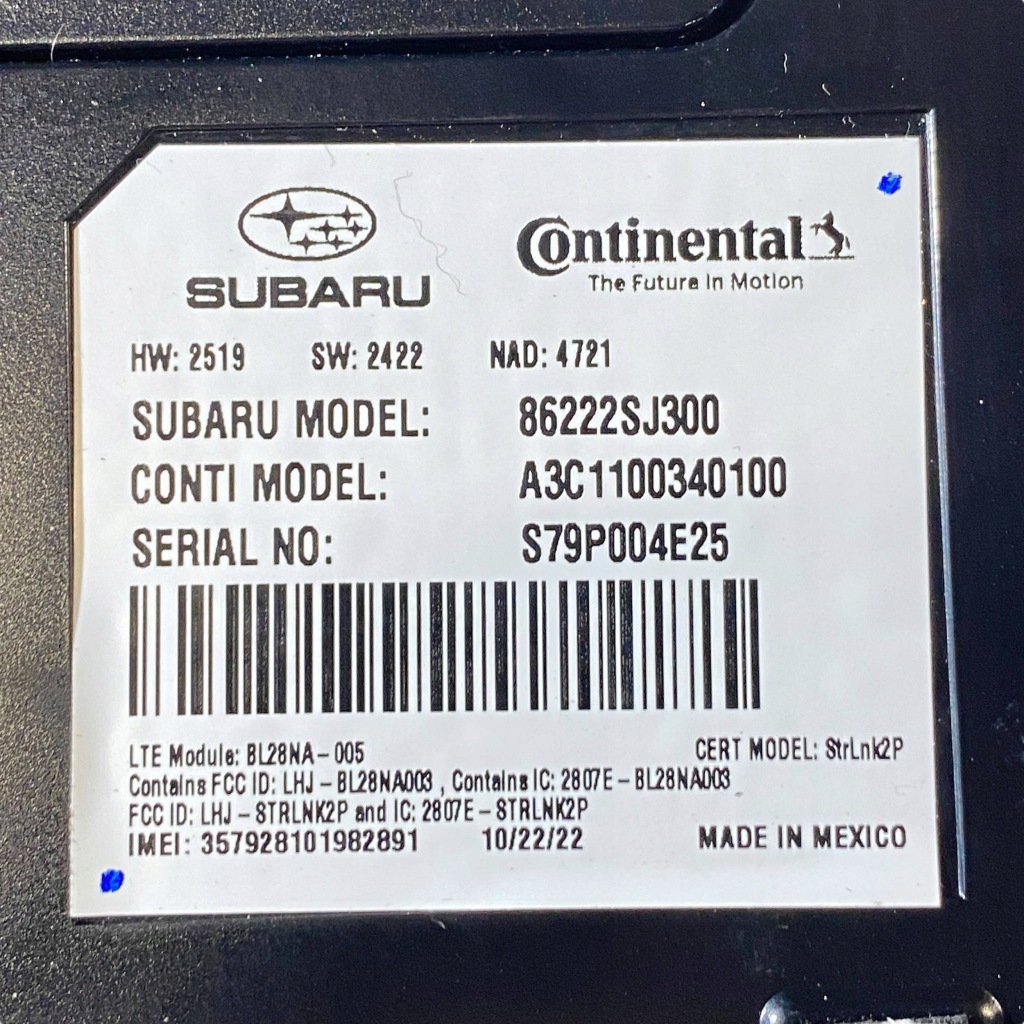 SUBARU
Continental
The Future in Motion
HW: 2519 SW: 2422 NAD: 4721
SUBARU MODEL: 86222SJ300
CONTI MODEL: A3C1100340100
SERIAL NO: S79P004E25
LTE Module: BL28NA-005 CERT MODEL: StrLnk2P
Contains FCC ID: LHJ-BL28NA003, Contains IC: 2807E-BL28NA003
FCC ID: LHJ-STRLNK2P and IC: 2807E-STRLNK2P
IMEI: 357928101982891 10/22/22 MADE IN MEXICO